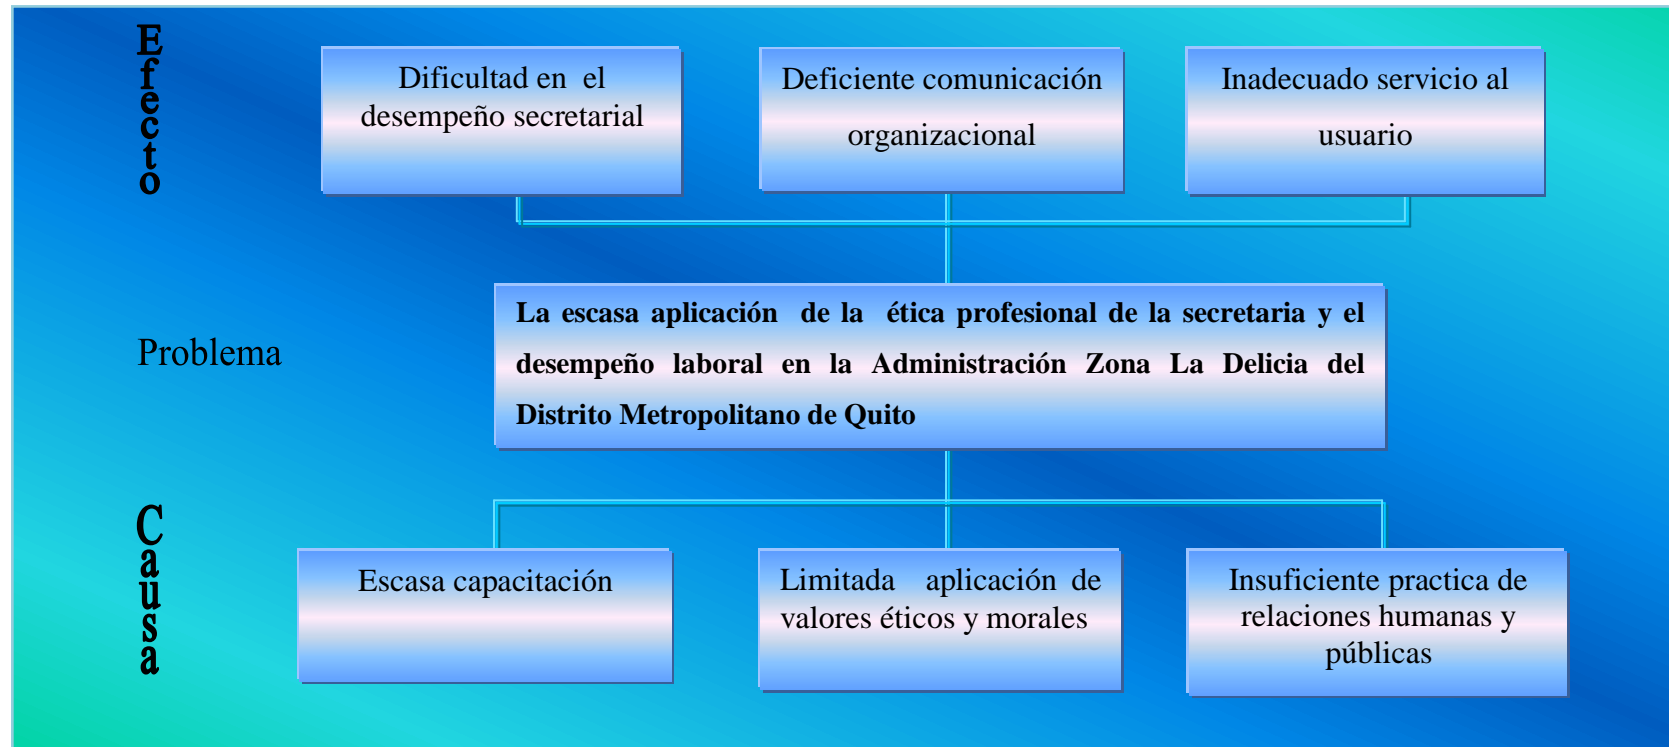 Efecto
Dificultad en el
desempeño secretarial
Deficiente comunicación
organizacional
Inadecuado servicio al
usuario
Problema
La escasa aplicación de la ética profesional de la secretaria y el
desempeño laboral en la Administración Zona La Delicia del
Distrito Metropolitano de Quito
Causa
Escasa capacitación
Limitada aplicación de
valores éticos y morales
Insuficiente practica de
relaciones humanas y
públicas